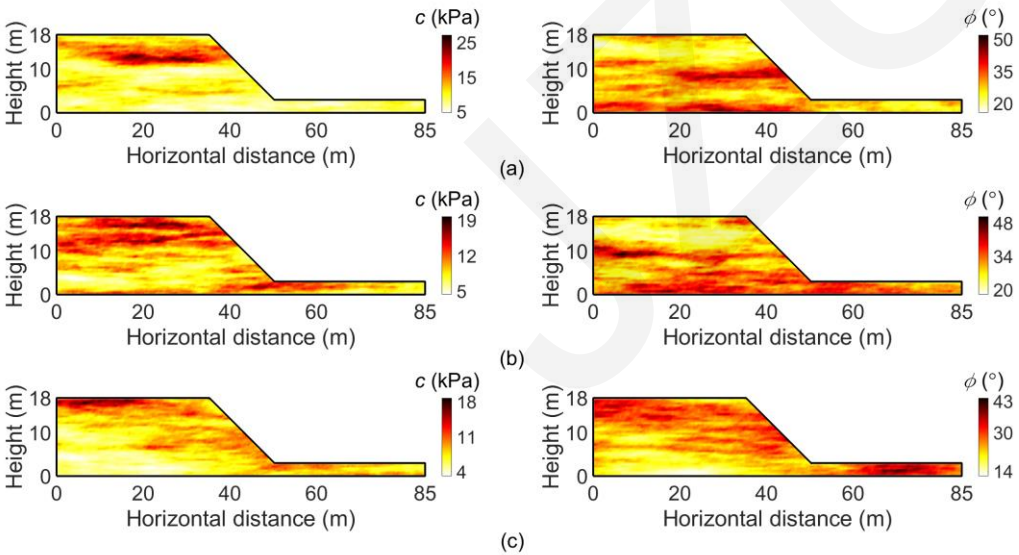 c (kPa) ϕ (°)
Height (m) 18 10 0 27 15 5 Height (m) 18 10 0 50 35 20
0 20 40 60 85 0 20 40 60 85
Horizontal distance (m) Horizontal distance (m)
(a)
c (kPa) ϕ (°)
Height (m) 18 10 0 19 12 5 Height (m) 18 10 0 48 34 20
0 20 40 60 85 0 20 40 60 85
Horizontal distance (m) Horizontal distance (m)
(b)
c (kPa) ϕ (°)
Height (m) 18 10 0 18 11 4 Height (m) 18 10 0 43 30 14
0 20 40 60 85 0 20 40 60 85
Horizontal distance (m) Horizontal distance (m)
(c)